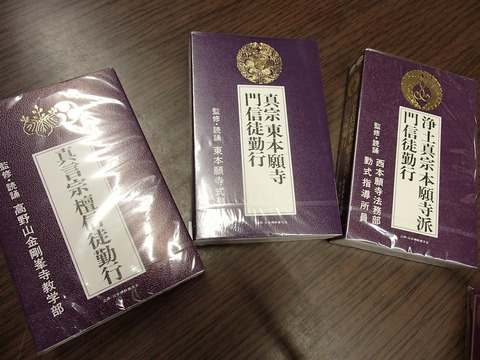 真言宗檀信徒勤行
監修・読誦 高野山金剛峯寺教学部
真宗東本願寺
門信徒勤行
監修・読誦 東本願寺式
浄土真宗本願寺派
門信徒勤行
監修・読誦 西本願寺法務部
勤式指導所員